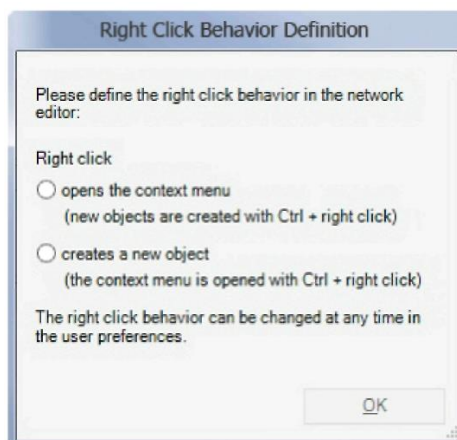 Right Click Behavior Definition
Please define the right click behavior in the network
editor:
Right click
opens the context menu
(new objects are created with Ctrl + right click)
creates a new object
(the context menu is opened with Ctrl + right click)
The right click behavior can be changed at any time in
the user preferences.
OK